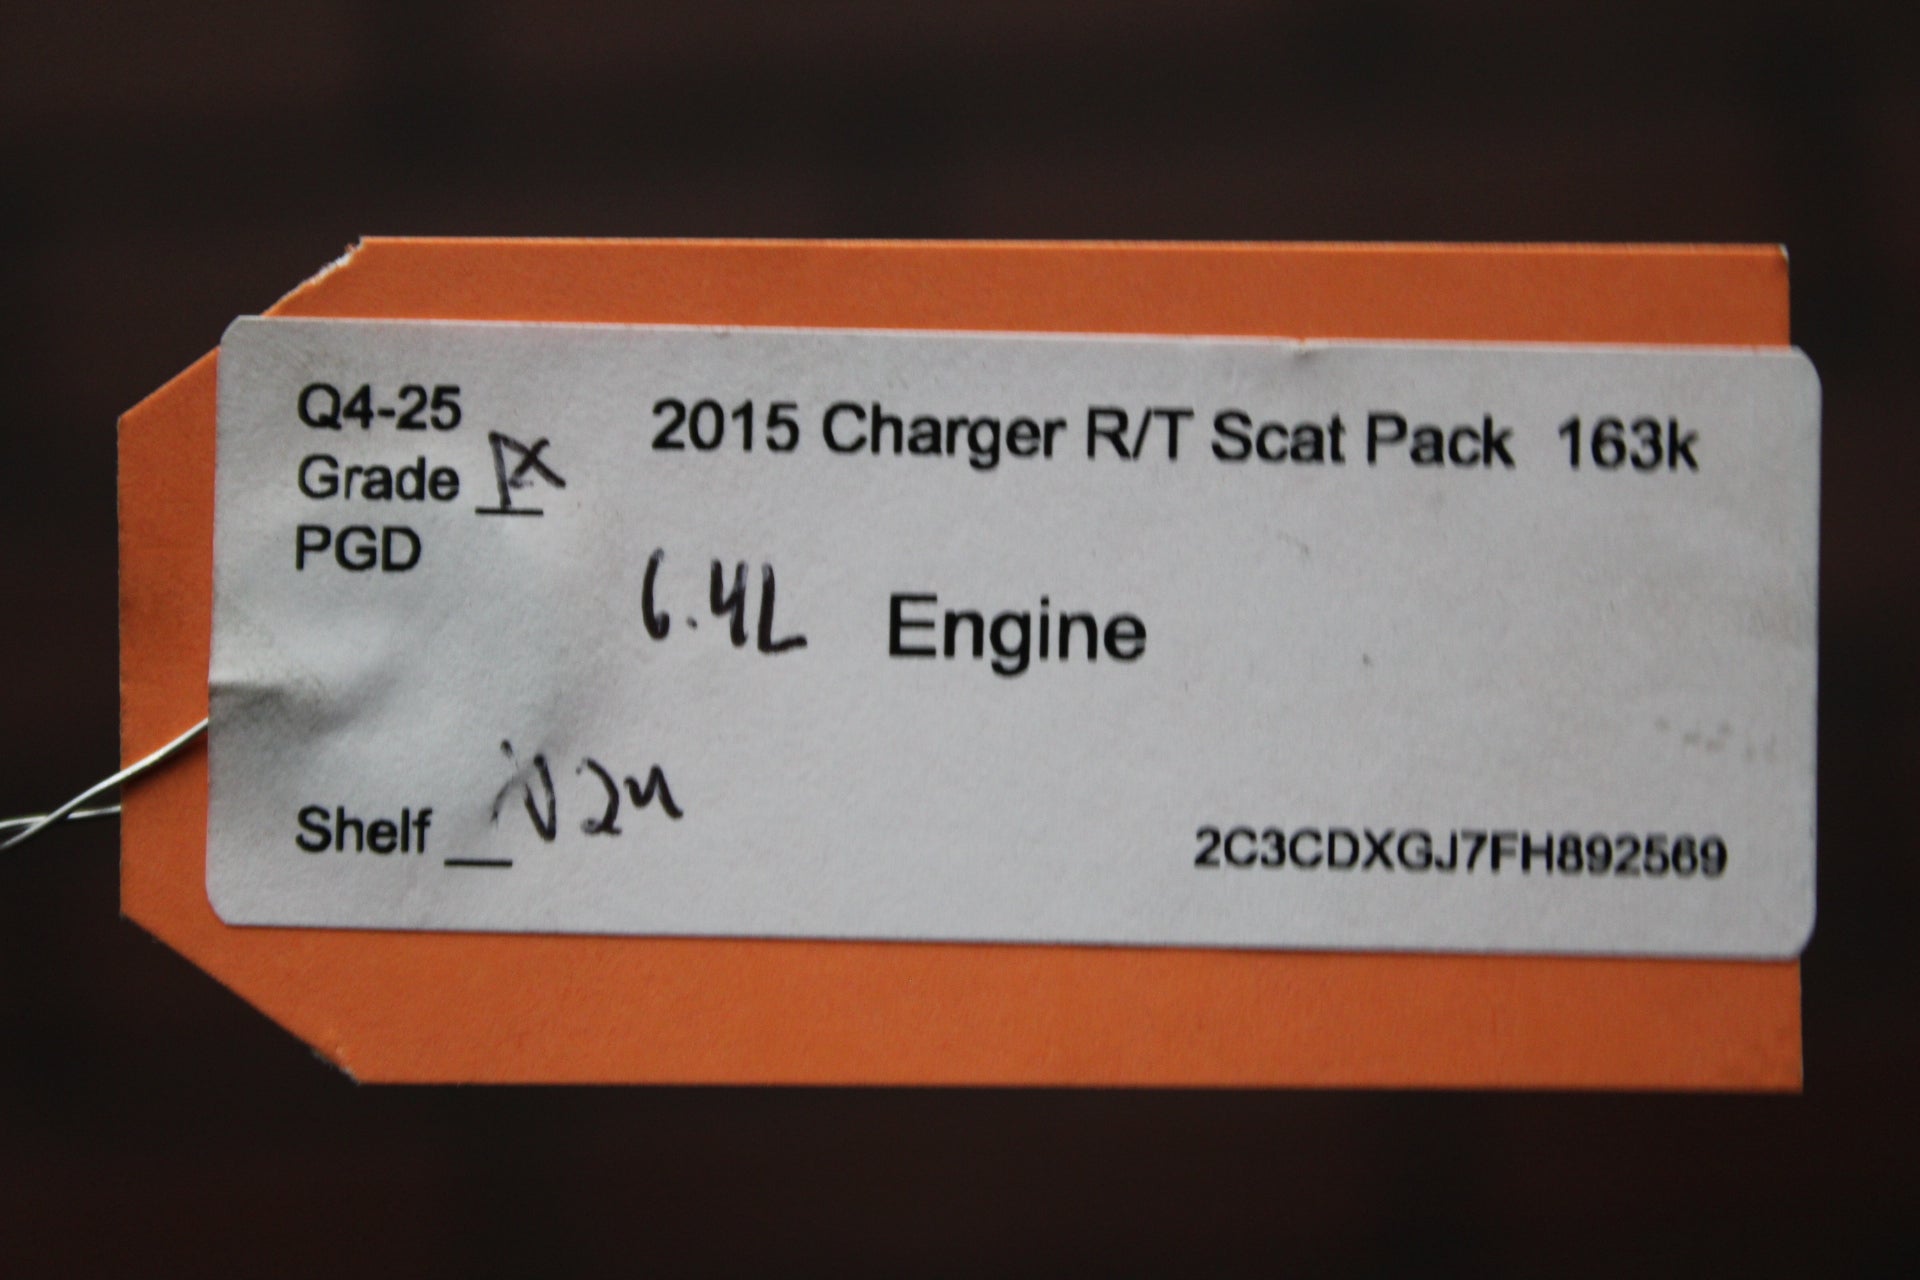 Q4-25
2015 Charger R/T Scat Pack 163k
Grade
PGD
6.4L Engine
Shelf
2C3CDXGJ7FH892569